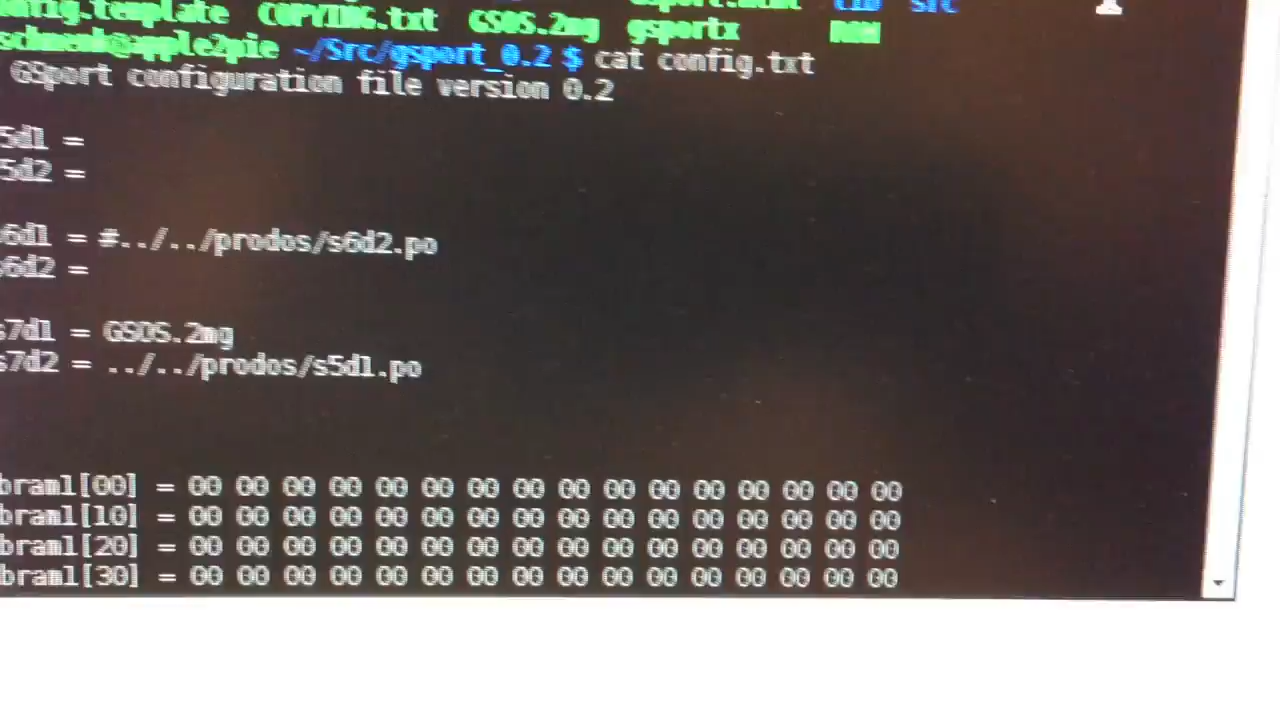 onfig.template COPYING.txt GSOS.2mg gsportx ROM
schmenk@apple2pie ~/Src/gsport_0.2 $ cat config.txt
GSport configuration file version 0.2
5d1 =
5d2 =
s6d1 = #../../prodos/s6d2.po
s6d2 =
s7d1 = GSOS.2mg
s7d2 = ../../prodos/s5d1.po
bram1[00] = 00 00 00 00 00 00 00 00 00 00 00 00 00 00 00 00
bram1[10] = 00 00 00 00 00 00 00 00 00 00 00 00 00 00 00 00
bram1[20] = 00 00 00 00 00 00 00 00 00 00 00 00 00 00 00 00
bram1[30] = 00 00 00 00 00 00 00 00 00 00 00 00 00 00 00 00